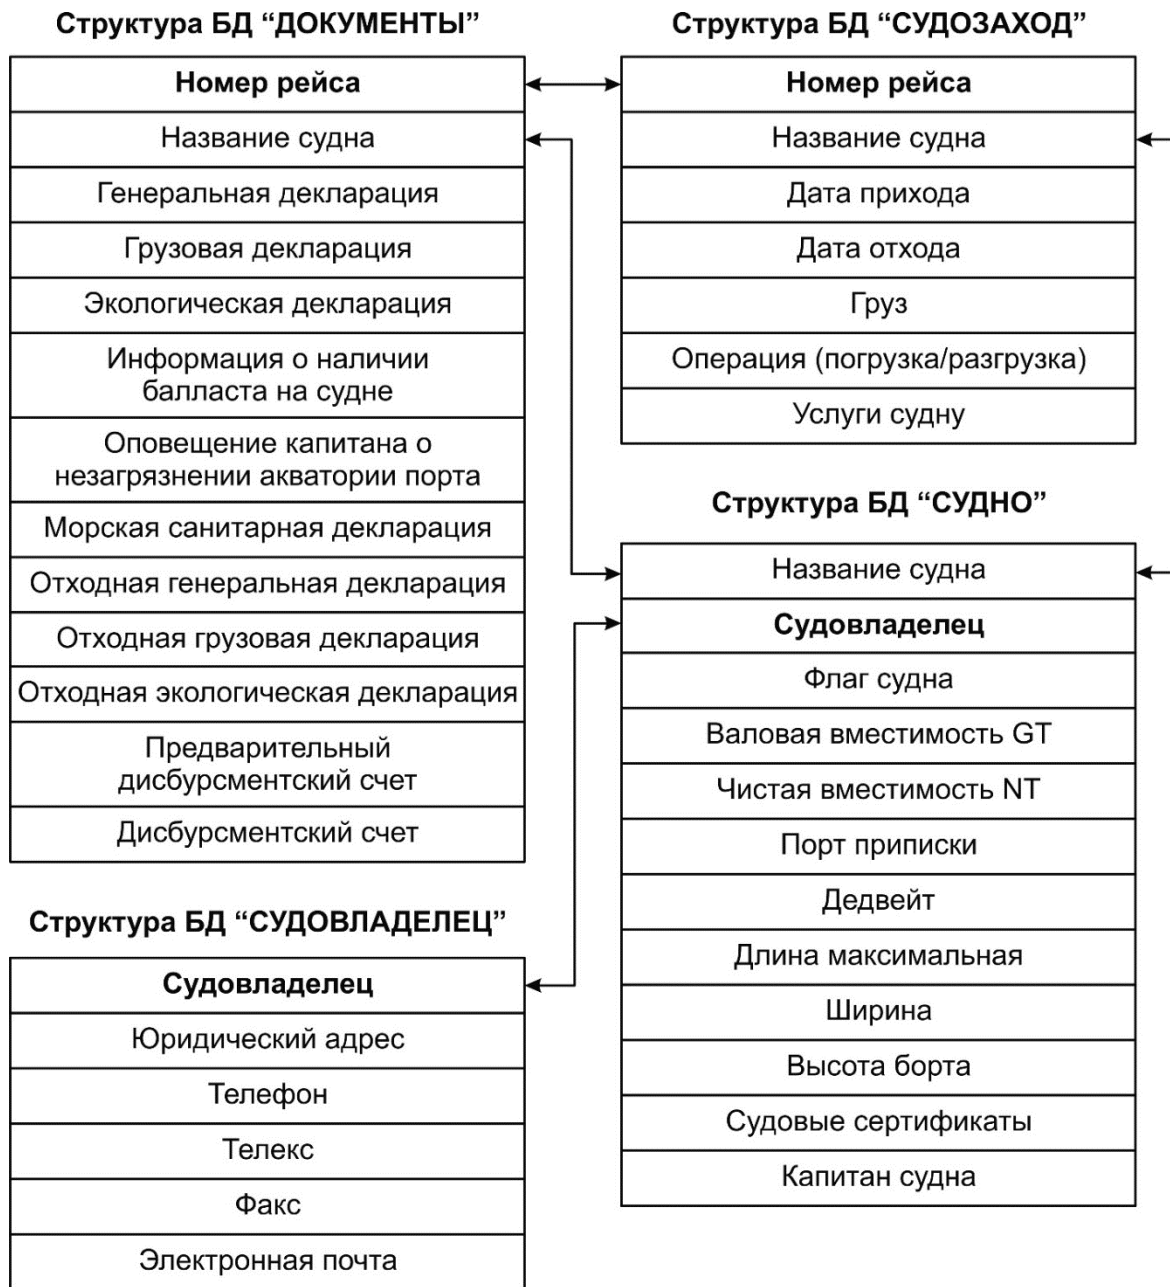 Структура БД “ДОКУМЕНТЫ”
Номер рейса
Название судна
Генеральная декларация
Грузовая декларация
Экологическая декларация
Информация о наличии
балласта на судне
Оповещение капитана о
незагрязнении акватории порта
Морская санитарная декларация
Отходная генеральная декларация
Отходная грузовая декларация
Отходная экологическая декларация
Предварительный
дисбурсментский счет
Дисбурсментский счет
Структура БД “СУДОЗАХОД”
Номер рейса
Название судна
Дата прихода
Дата отхода
Груз
Операция (погрузка/разгрузка)
Услуги судну
Структура БД “СУДНО”
Название судна
Судовладелец
Флаг судна
Валовая вместимость GT
Чистая вместимость NT
Порт приписки
Дедвейт
Длина максимальная
Ширина
Высота борта
Судовые сертификаты
Капитан судна
Структура БД “СУДОВЛАДЕЛЕЦ”
Судовладелец
Юридический адрес
Телефон
Телекс
Факс
Электронная почта